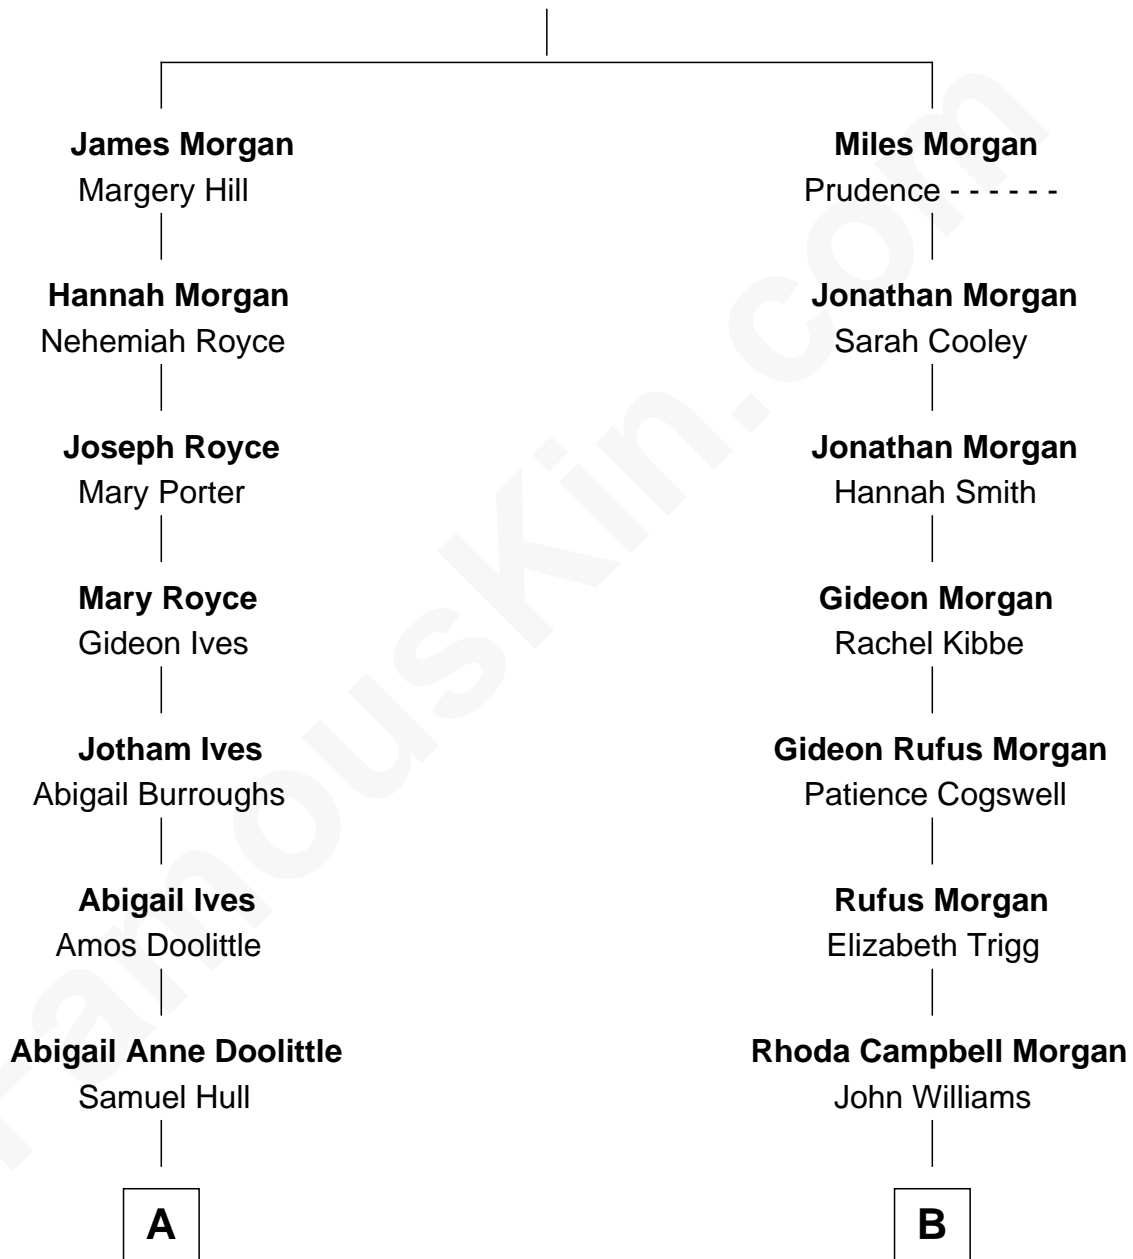 James Morgan
Margery Hill
Hannah Morgan
Nehemiah Royce
Joseph Royce
Mary Porter
Mary Royce
Gideon Ives
Jotham Ives
Abigail Burroughs
Abigail Ives
Amos Doolittle
Abigail Anne Doolittle
Samuel Hull
A
Miles Morgan
Prudence - - - - - -
Jonathan Morgan
Sarah Cooley
Jonathan Morgan
Hannah Smith
Gideon Morgan
Rachel Kibbe
Gideon Rufus Morgan
Patience Cogswell
Rufus Morgan
Elizabeth Trigg
Rhoda Campbell Morgan
John Williams
B
FamousKin.com